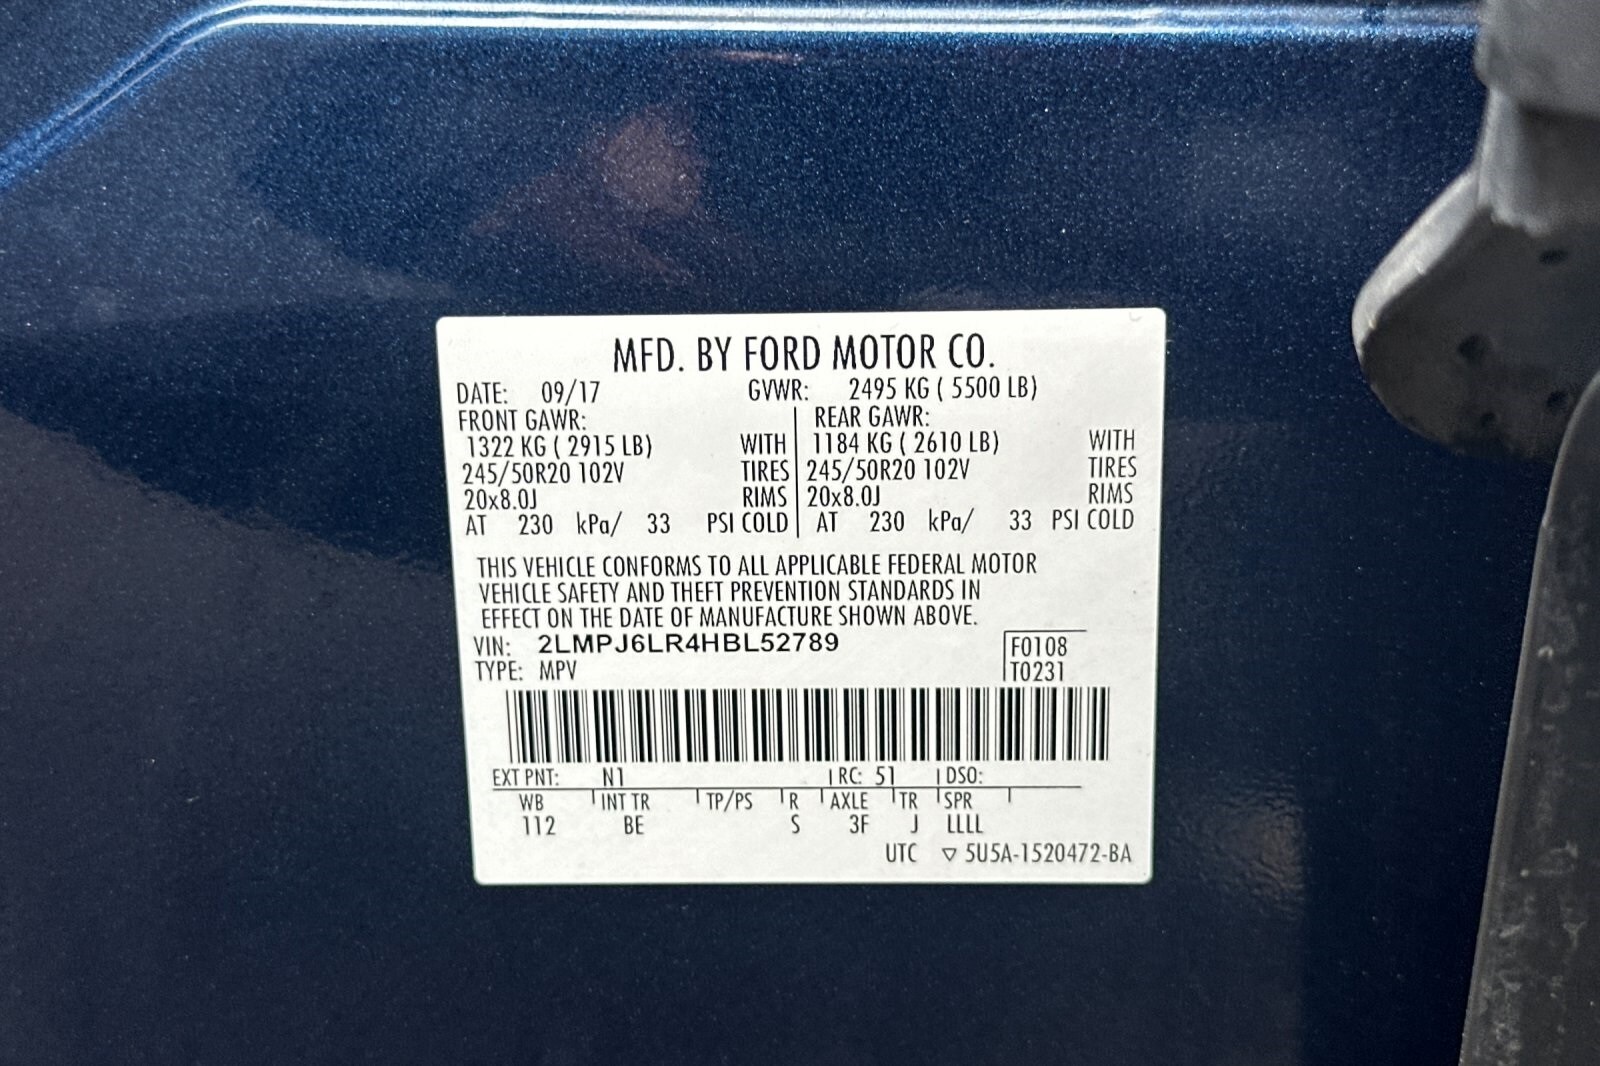 MFD. BY FORD MOTOR CO.
DATE: 09/17 GVWR: 2495 KG ( 5500 LB)
FRONT GAWR: REAR GAWR:
1322 KG ( 2915 LB) WITH 1184 KG ( 2610 LB) WITH
245/50R20 102V TIRES 245/50R20 102V TIRES
20x8.0J RIMS 20x8.0J RIMS
AT 230 kPa/ 33 PSI COLD AT 230 kPa/ 33 PSI COLD
THIS VEHICLE CONFORMS TO ALL APPLICABLE FEDERAL MOTOR
VEHICLE SAFETY AND THEFT PREVENTION STANDARDS IN
EFFECT ON THE DATE OF MANUFACTURE SHOWN ABOVE.
VIN: 2LMPJ6LR4HBL52789 F0108
TYPE: MPV T0231
EXT PNT: N1 RC: 51 DSO:
WB INT TR TP/PS R AXLE TR SPR
112 BE S 3F J LLLL
UTC ▽ 5U5A-1520472-BA